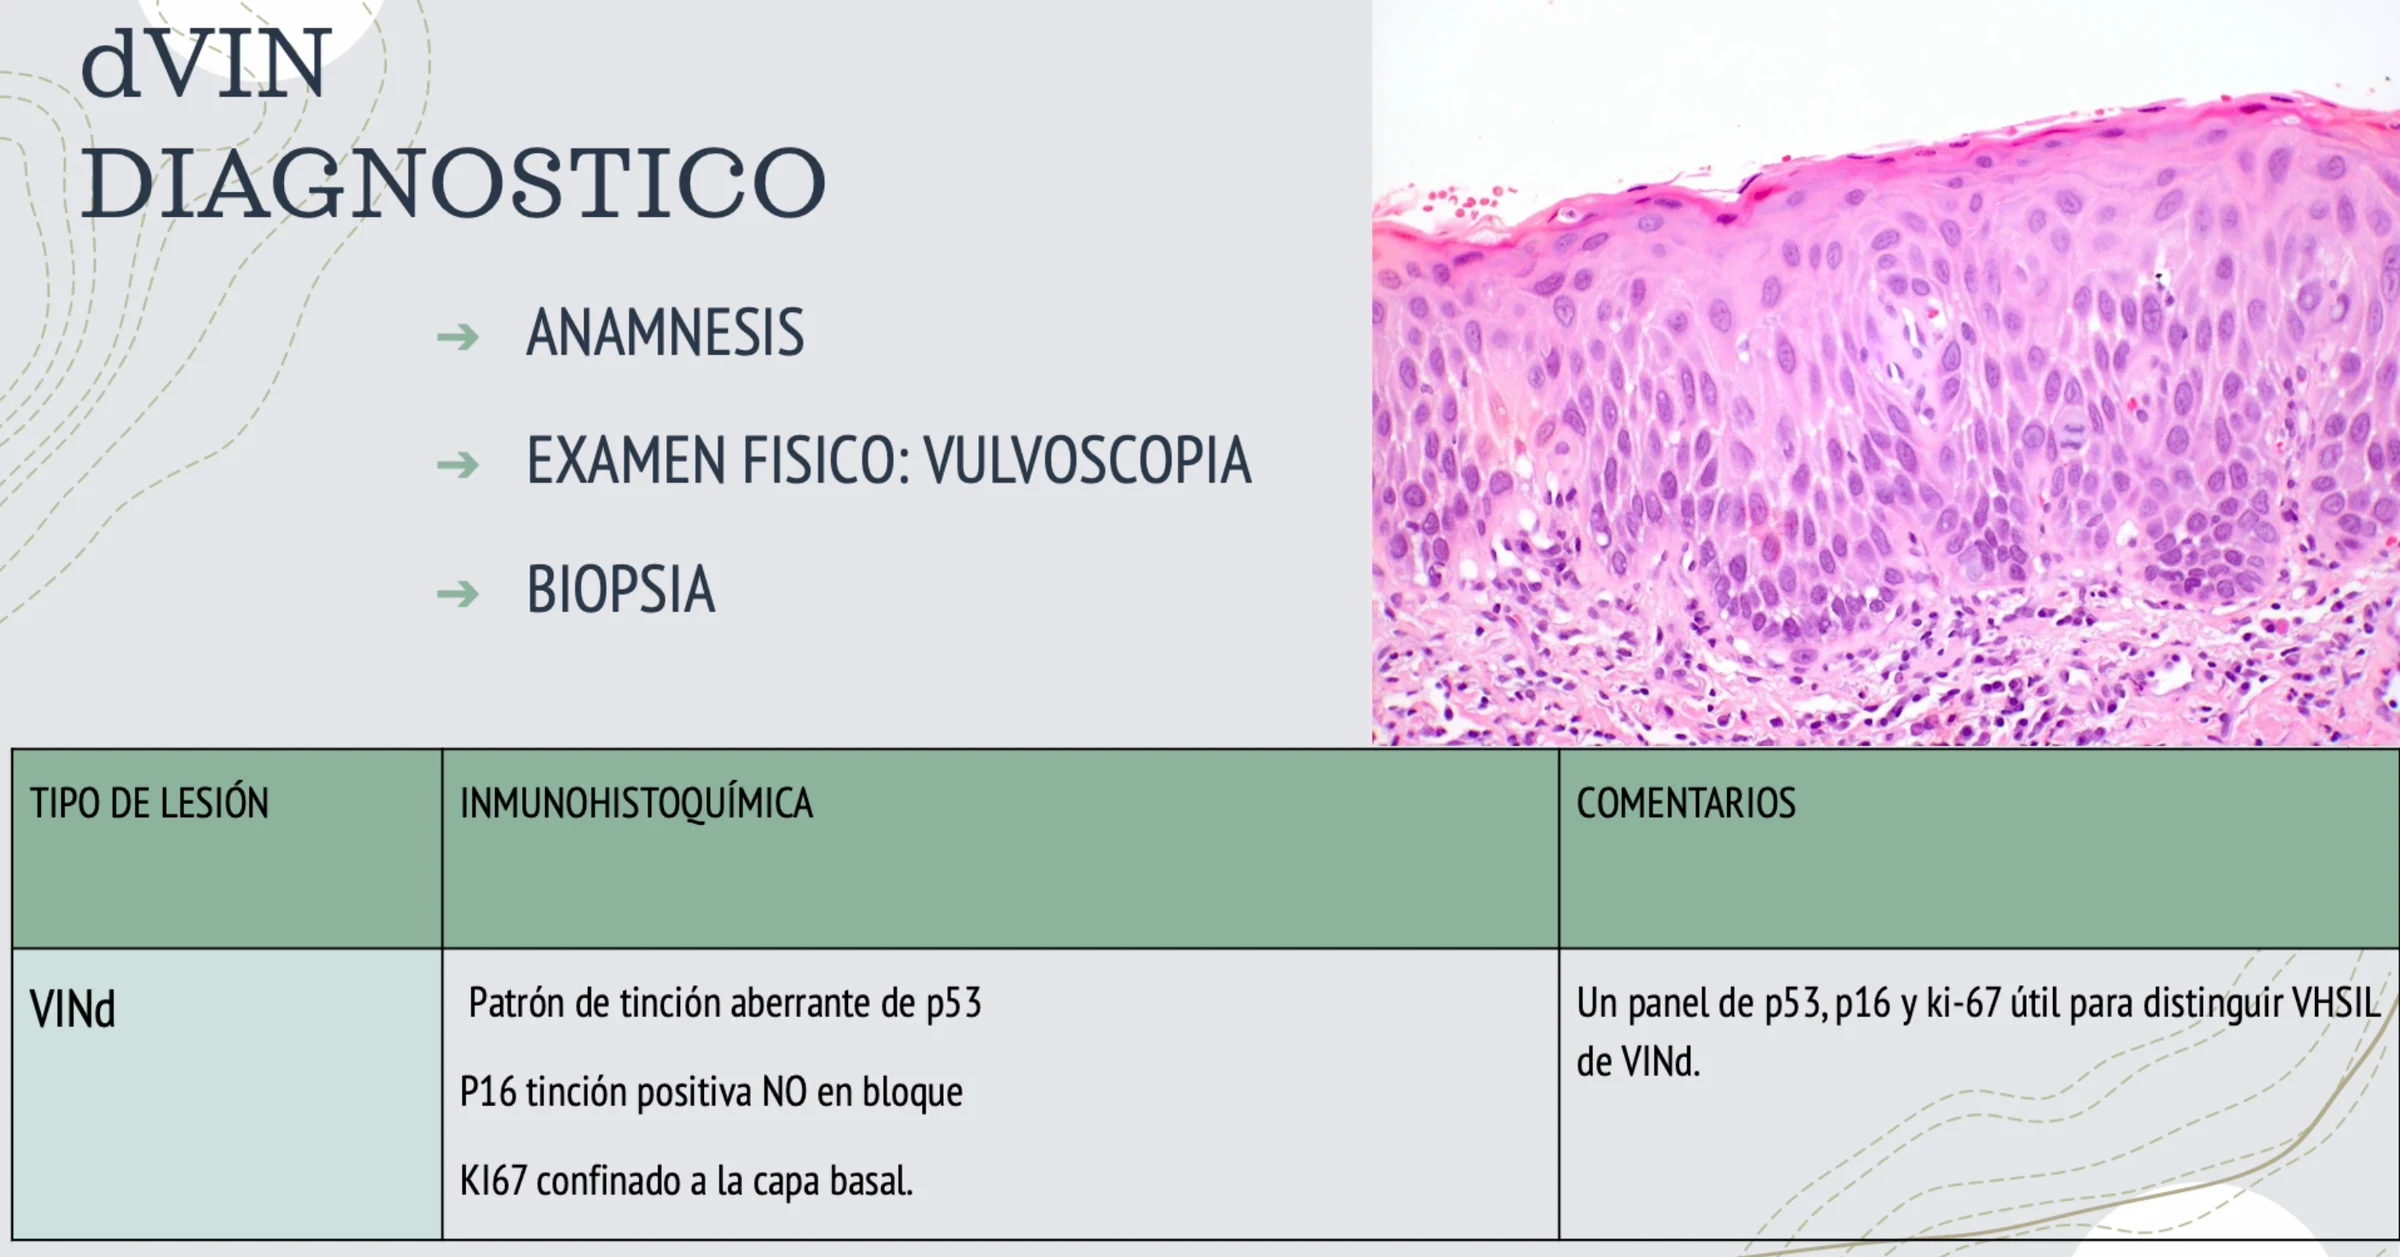 dVIN
DIAGNOSTICO
➔ ANAMNESIS
➔ EXAMEN FISICO: VULVOSCOPIA
➔ BIOPSIA
TIPO DE LESIÓN
INMUNOHISTOQUÍMICA
COMENTARIOS
VINd
Patrón de tinción aberrante de p53
P16 tinción positiva NO en bloque
KI67 confinado a la capa basal.
Un panel de p53, p16 y ki-67 útil para distinguir VHSIL
de VINd.